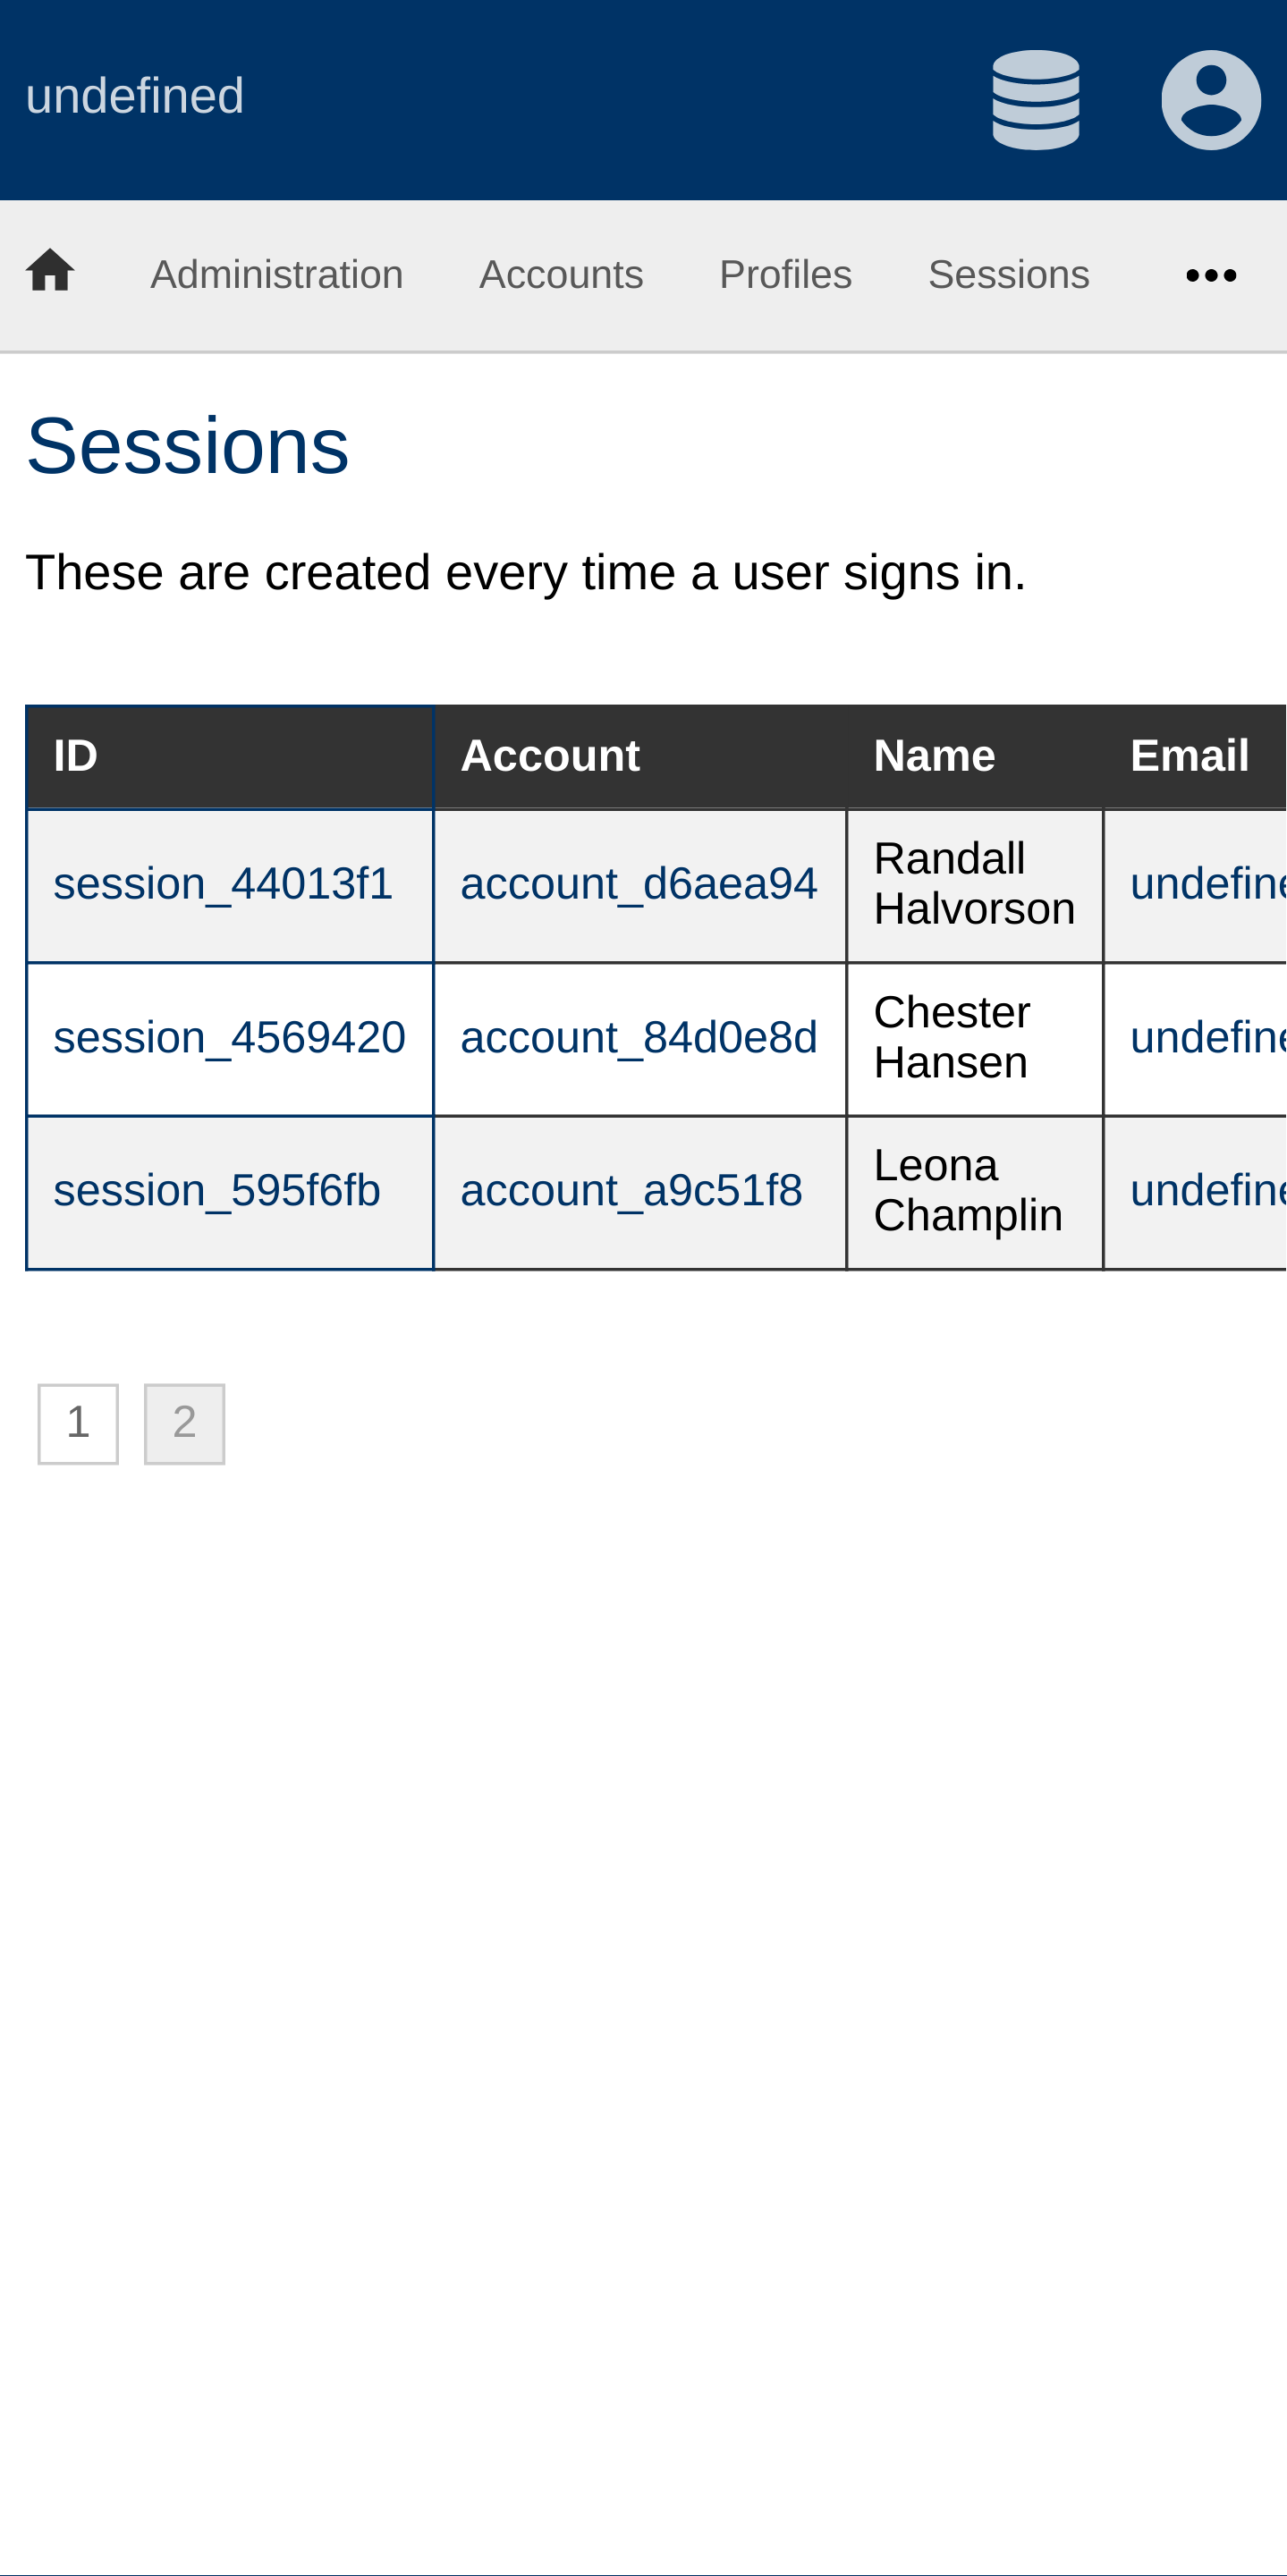 undefined
Administration Accounts Profiles Sessions
Sessions
These are created every time a user signs in.
ID Account Name Email
session_44013f1 account_d6aea94 Randall Halvorson undefine
session_4569420 account_84d0e8d Chester Hansen undefine
session_595f6fb account_a9c51f8 Leona Champlin undefine
1 2